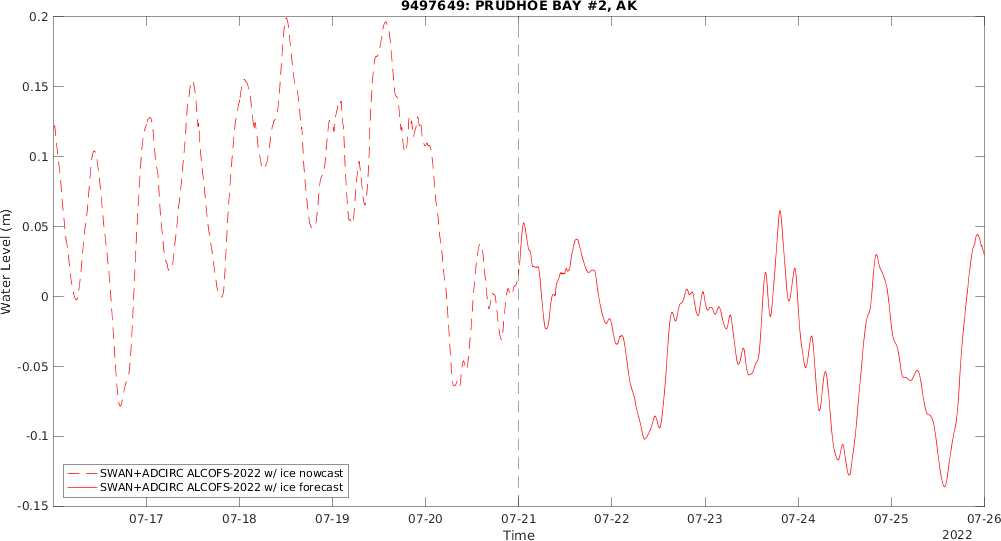 9497649: PRUDHOE BAY #2, AK
0.2
0.15
0.1
0.05
0
-0.05
-0.1
-0.15
Water Level (m)
SWAN+ADCIRC ALCOFS-2022 w/ ice nowcast
SWAN+ADCIRC ALCOFS-2022 w/ ice forecast
07-17 07-18 07-19 07-20 07-21 07-22 07-23 07-24 07-25 07-26
Time
2022